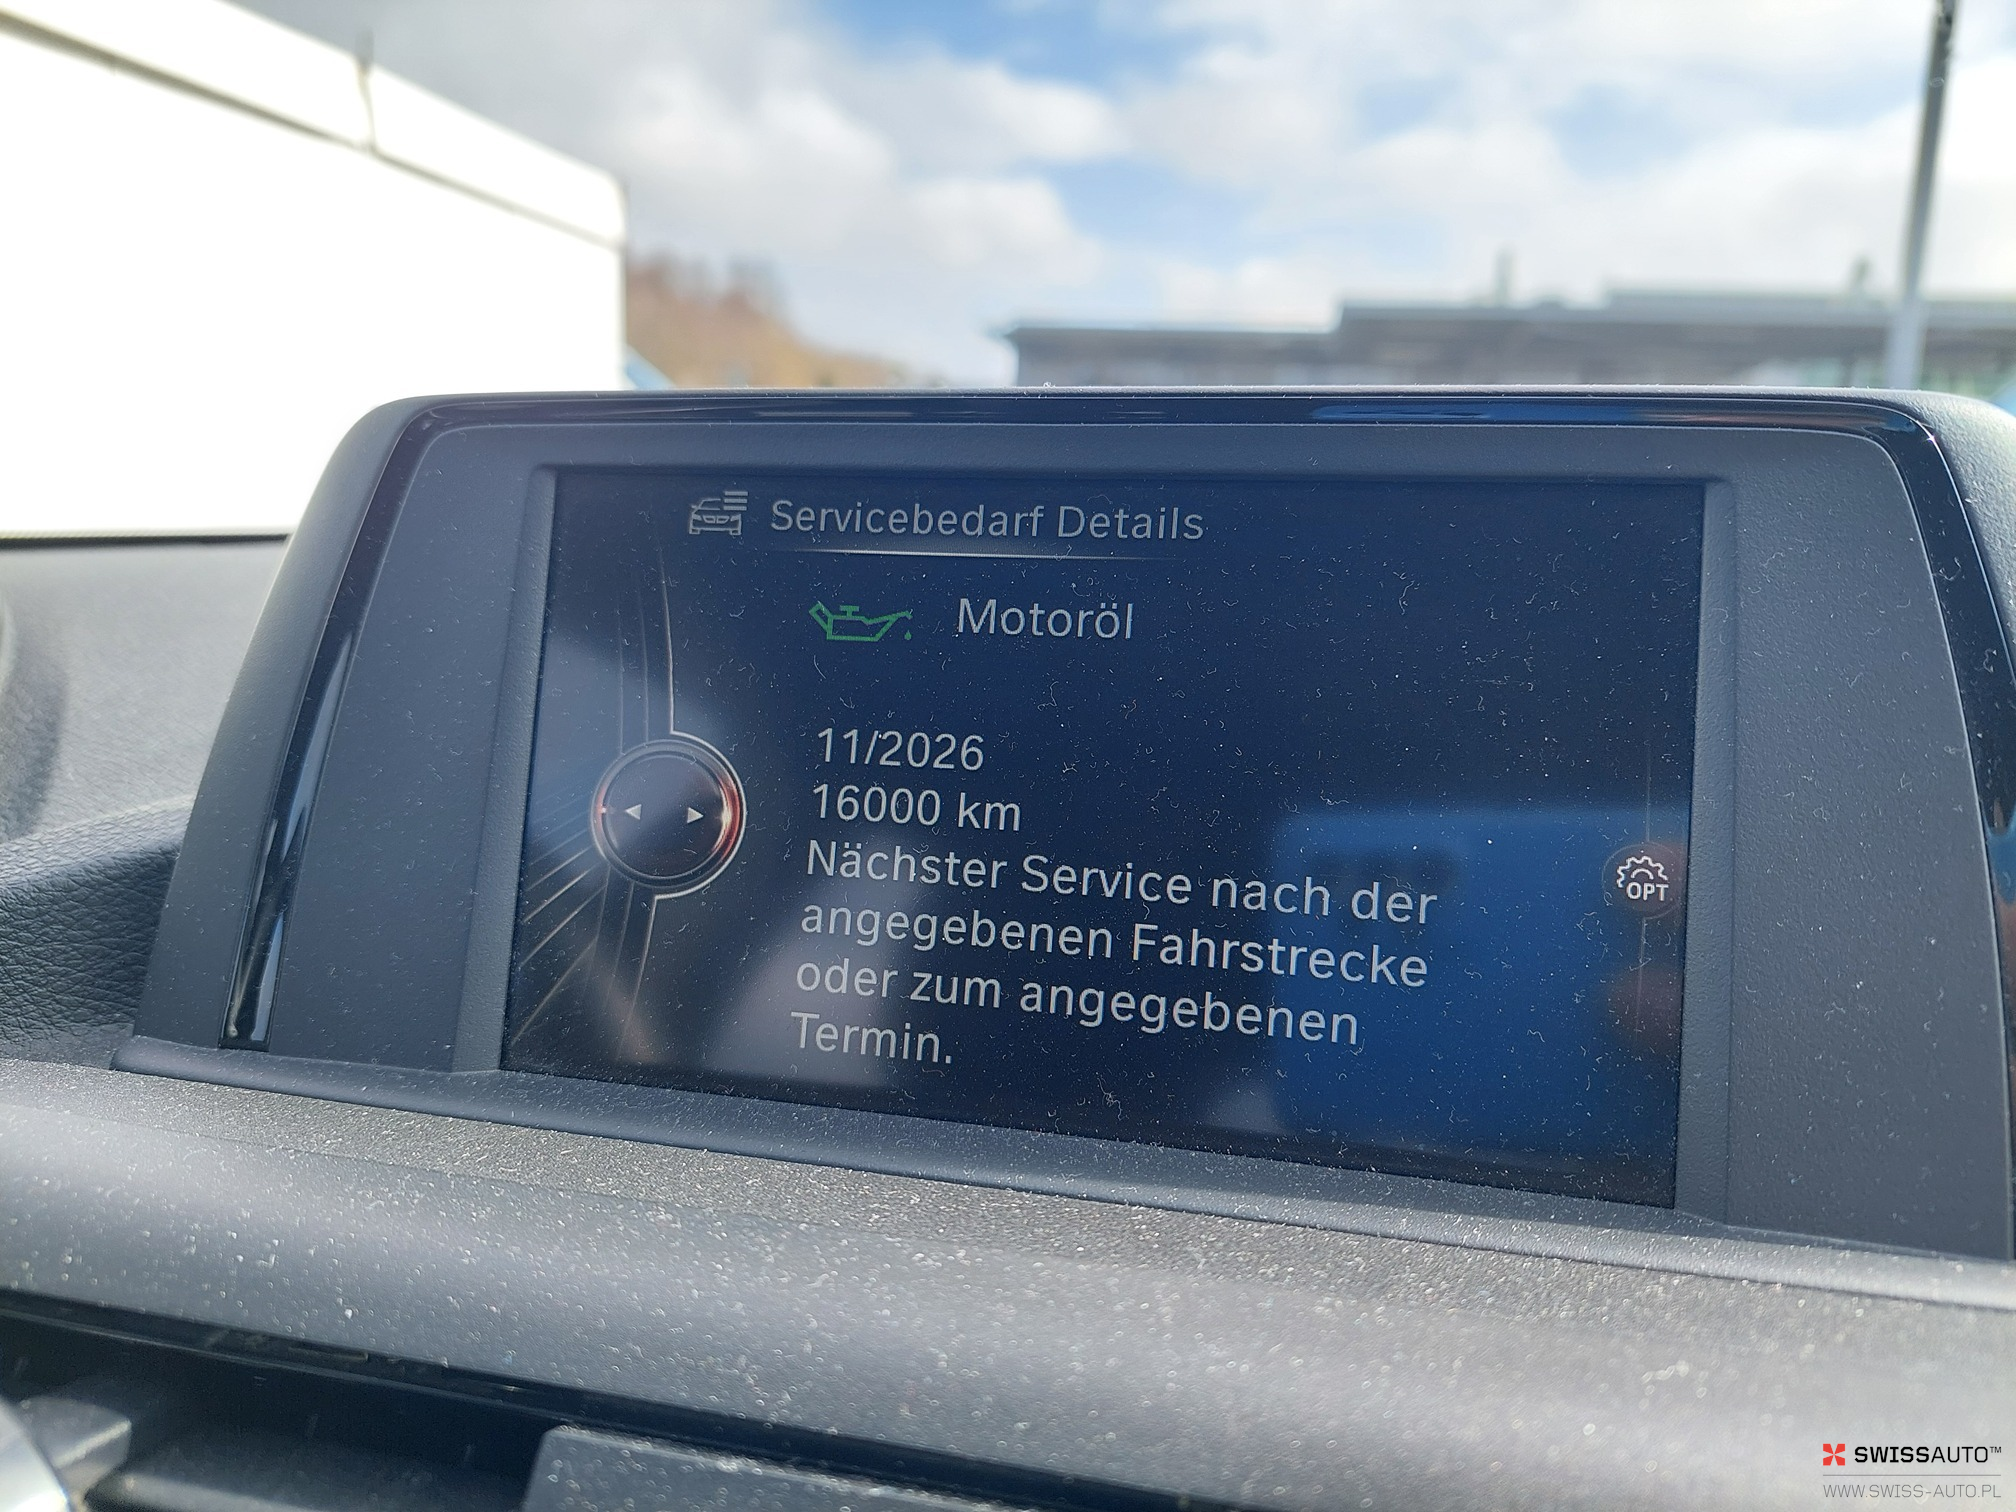 Servicebedarf Details
Motoröl
11/2026
16000 km
Nächster Service nach der
angegebenen Fahrstrecke
oder zum angegebenen
Termin.
OPT
SWISSAUTO™
WWW.SWISS-AUTO.PL